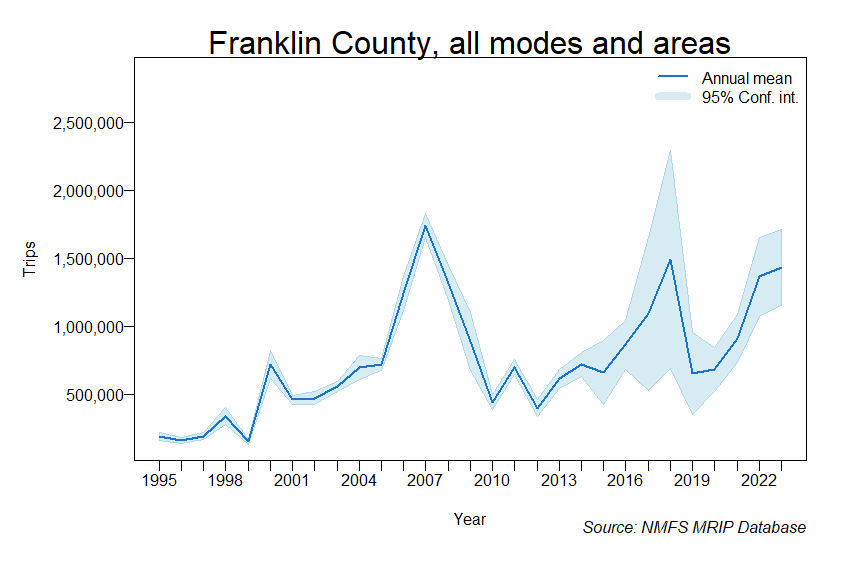 Franklin County, all modes and areas
Annual mean
95% Conf. int.
2,500,000
2,000,000
1,500,000
1,000,000
500,000
Trips
1995 1998 2001 2004 2007 2010 2013 2016 2019 2022
Year
Source: NMFS MRIP Database